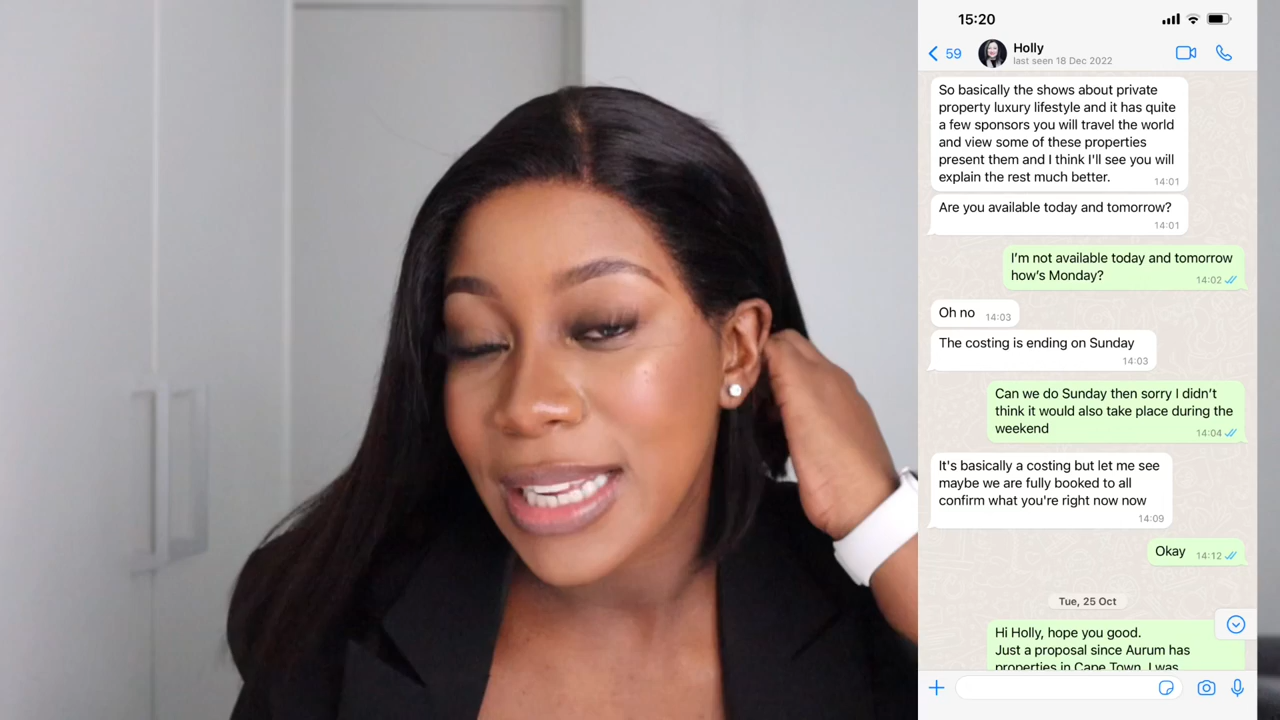 15:20
59
Holly
last seen 18 Dec 2022
So basically the shows about private
property luxury lifestyle and it has quite
a few sponsors you will travel the world
and view some of these properties
present them and I think I'll see you will
explain the rest much better.
14:01
Are you available today and tomorrow?
14:01
I'm not available today and tomorrow
how's Monday?
14:02
Oh no
14:03
The costing is ending on Sunday
14:03
Can we do Sunday then sorry I didn't
think it would also take place during the
weekend
14:04
It's basically a costing but let me see
maybe we are fully booked to all
confirm what you're right now now
14:09
Okay
14:12
Tue, 25 Oct
Hi Holly, hope you good.
Just a proposal since Aurum has
properties in Cape Town, I was